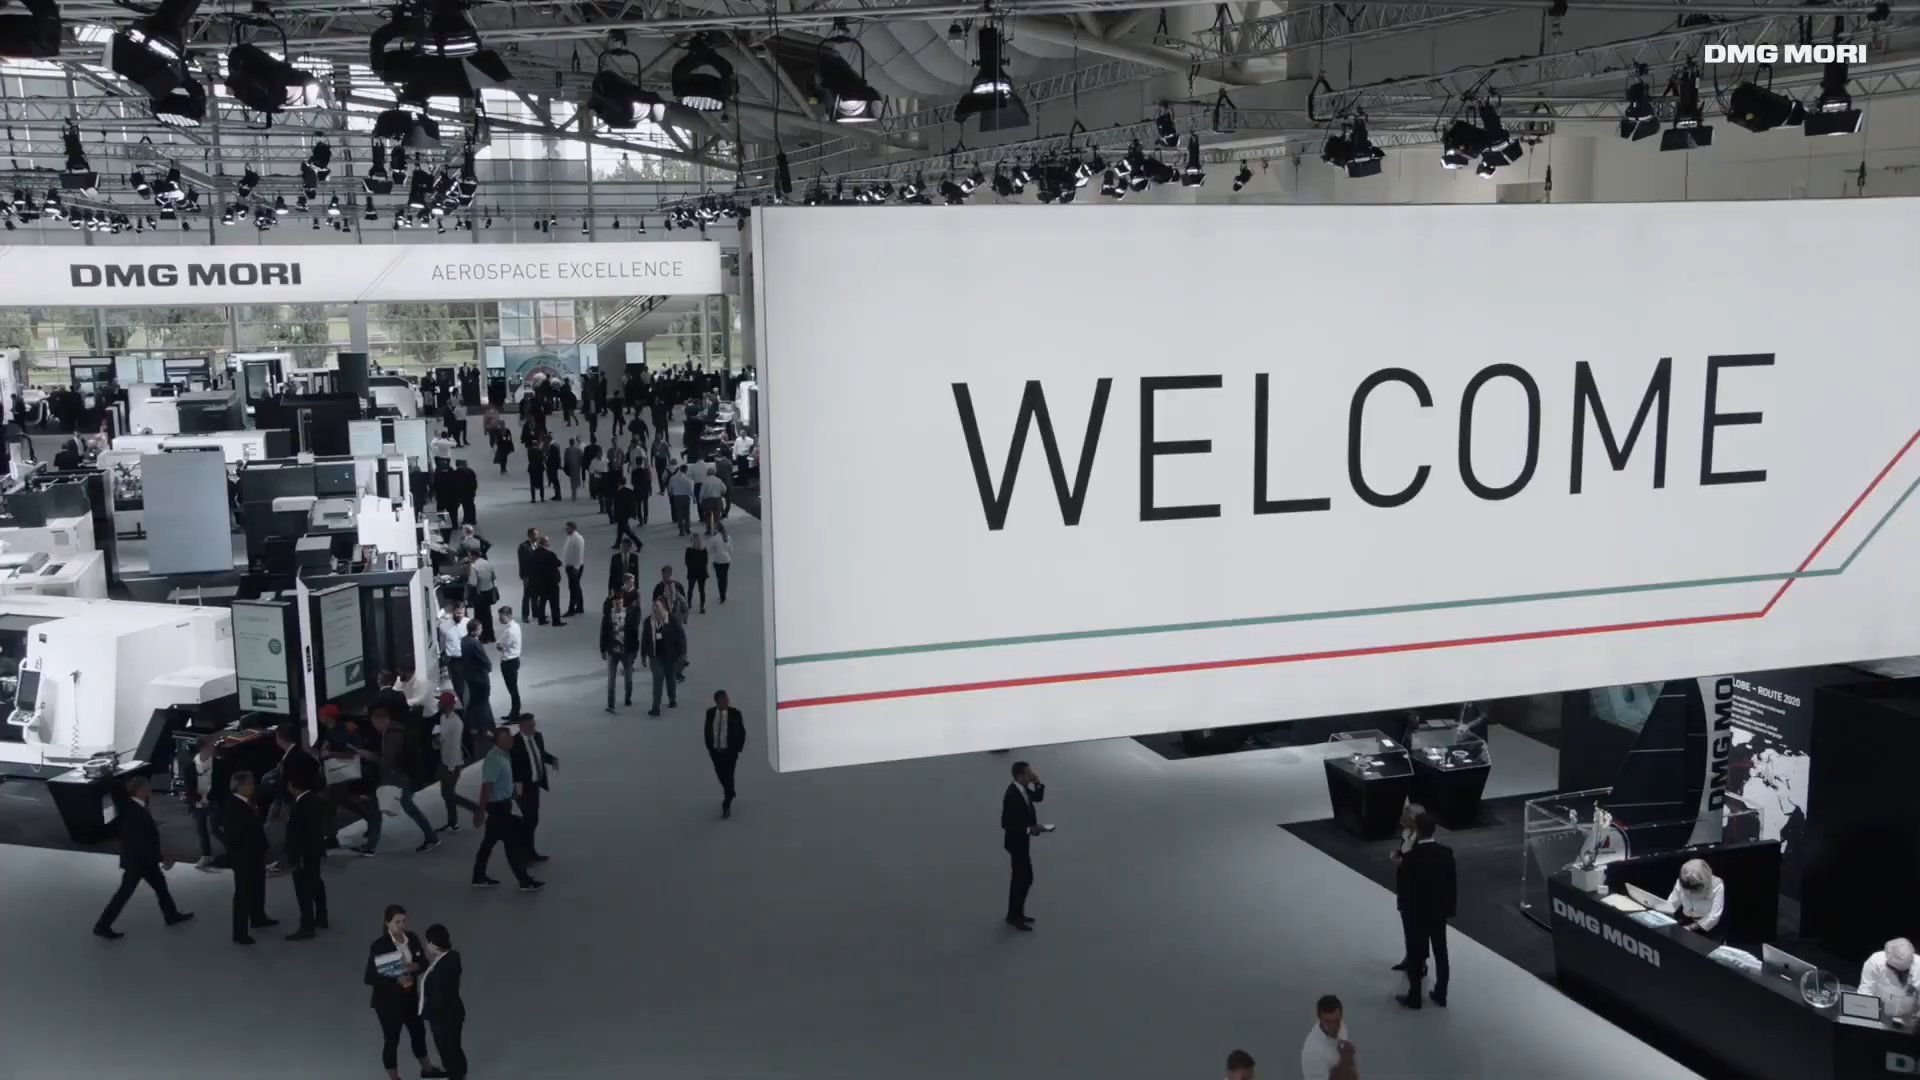 DMG MORI
DMG MORI AEROSPACE EXCELLENCE
WELCOME
LOBE – ROUTE 2020
DMG MO
DMG MORI
D